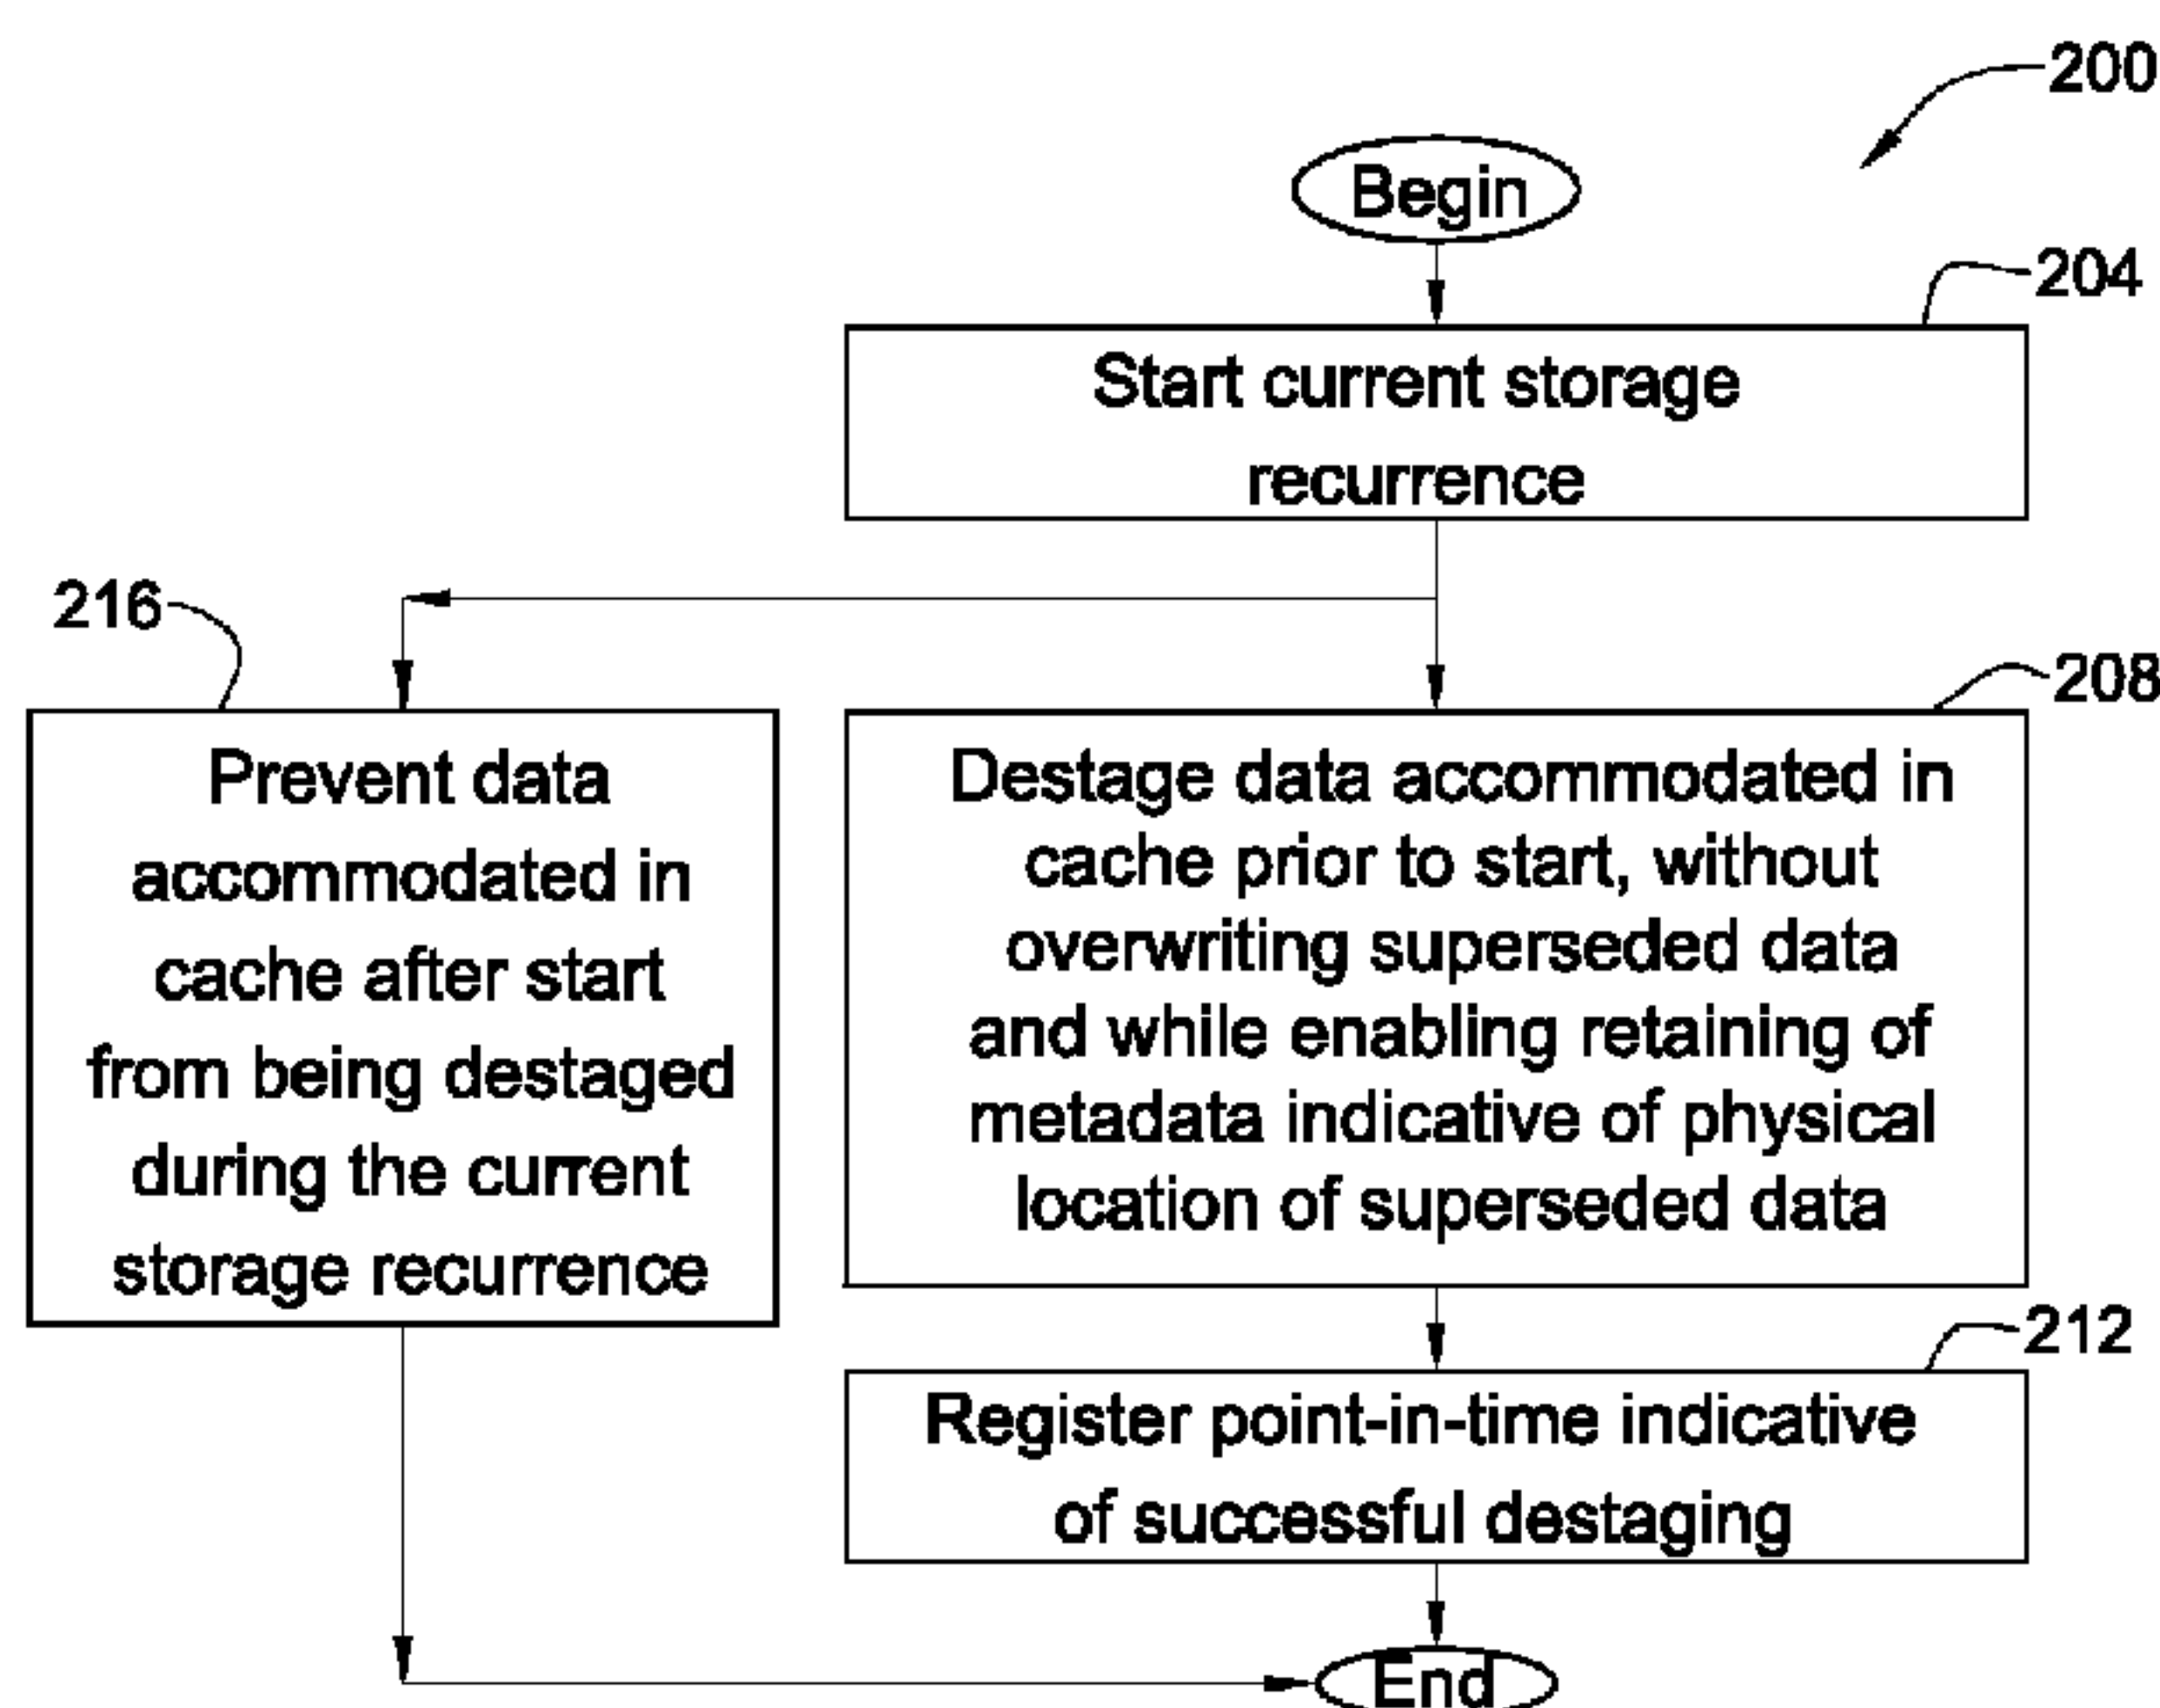 200
Begin
204
Start current storage
recurrence
216
208
Prevent data
accommodated in
cache after start
from being destaged
during the current
storage recurrence
Destage data accommodated in
cache prior to start, without
overwriting superseded data
and while enabling retaining of
metadata indicative of physical
location of superseded data
212
Register point-in-time indicative
of successful destaging
End